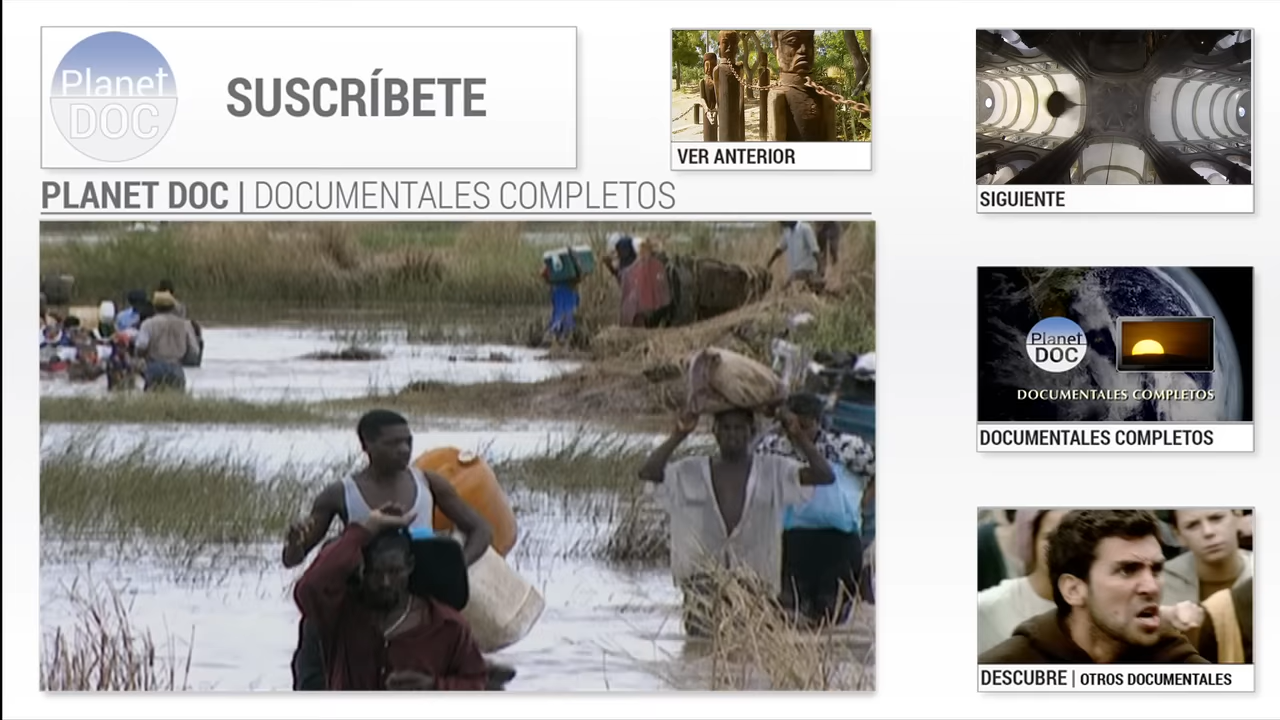 Planet
DOC
SUSCRÍBETE
VER ANTERIOR
PLANET DOC | DOCUMENTALES COMPLETOS
SIGUIENTE
Planet
DOC
DOCUMENTALES COMPLETOS
DOCUMENTALES COMPLETOS
DESCUBRE | OTROS DOCUMENTALES